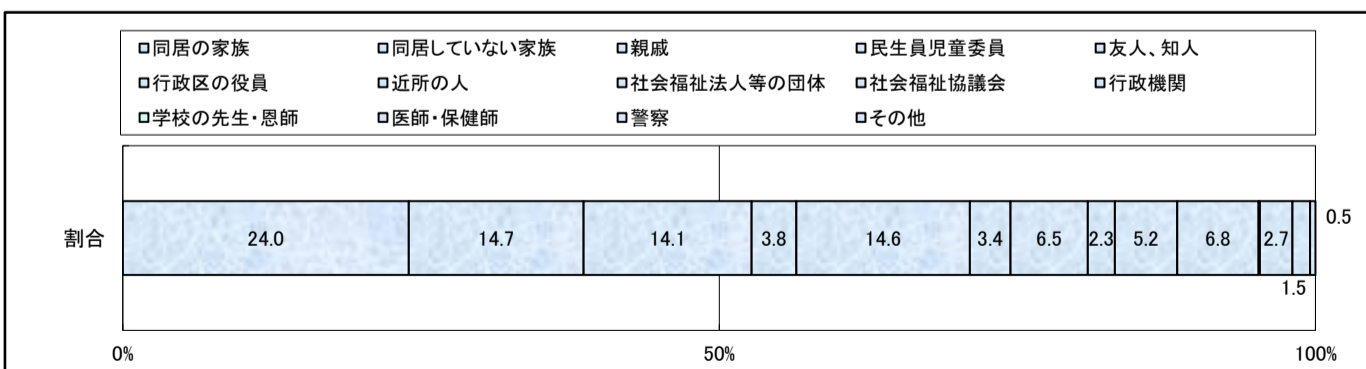 同居の家族 同居していない家族 親戚 民生員児童委員 友人、知人
行政区の役員 近所の人 社会福祉法人等の団体 社会福祉協議会 行政機関
学校の先生・恩師 医師・保健師 警察 その他
割合 24.0 14.7 14.1 3.8 14.6 3.4 6.5 2.3 5.2 6.8 2.7 0.5
1.5
0% 50% 100%